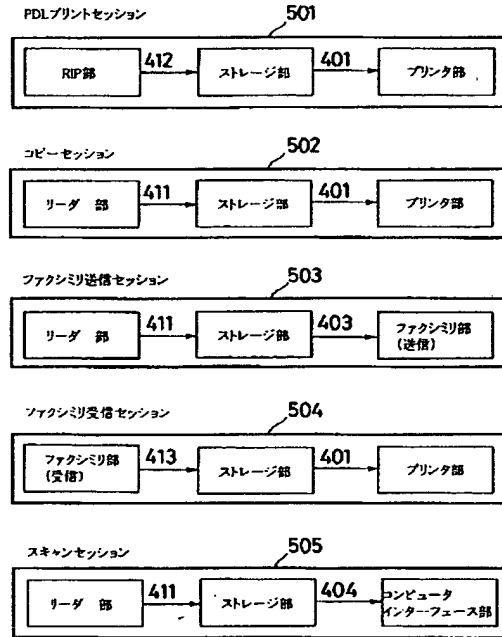 PDLプリントセッション
501
RIP部
412
ストレージ部
401
プリンタ部
コピーセッション
502
リーダ 部
411
ストレージ部
401
プリンタ部
ファクシミリ送信セッション
503
リーダ 部
411
ストレージ部
403
ファクシミリ部
(送信)
ファクシミリ受信セッション
504
ファクシミリ部
(受信)
413
ストレージ部
401
プリンタ部
スキャンセッション
505
リーダ 部
411
ストレージ部
404
コンピュータ
インターフェース部